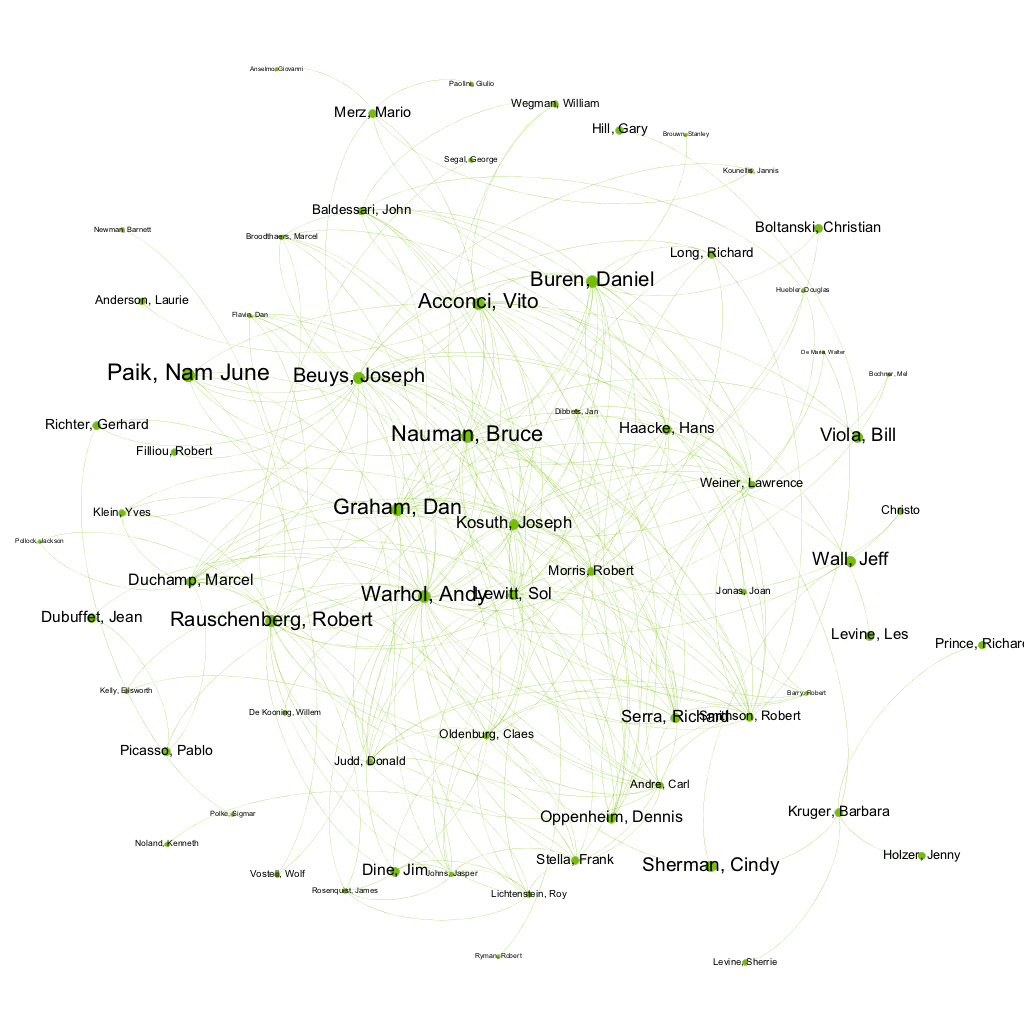 Anselmo, Giovanni
Paolini, Giulio
Merz, Mario
Wegman, William
Hill, Gary
Brouwn, Stanley
Segal, George
Kounellis, Jannis
Baldessari, John
Newman, Barnett
Broodthaers, Marcel
Boltanski, Christian
Long, Richard
Buren, Daniel
Huebler, Douglas
Anderson, Laurie
Acconci, Vito
Flavin, Dan
De Maria, Walter
Paik, Nam June
Beuys, Joseph
Bochner, Mel
Dibbets, Jan
Richter, Gerhard
Haacke, Hans
Nauman, Bruce
Viola, Bill
Filliou, Robert
Weiner, Lawrence
Graham, Dan
Klein, Yves
Christo
Kosuth, Joseph
Pollock, Jackson
Wall, Jeff
Morris, Robert
Duchamp, Marcel
Jonas, Joan
Warhol, Andy
Lewitt, Sol
Dubuffet, Jean
Rauschenberg, Robert
Levine, Les
Prince, Richard
Kelly, Ellsworth
Barry, Robert
De Kooning, Willem
Serra, Richard
Smithson, Robert
Oldenburg, Claes
Picasso, Pablo
Judd, Donald
Andre, Carl
Polke, Sigmar
Kruger, Barbara
Oppenheim, Dennis
Noland, Kenneth
Holzer, Jenny
Stella, Frank
Sherman, Cindy
Dine, Jim
Vostell, Wolf
Johns, Jasper
Rosenquist, James
Lichtenstein, Roy
Ryman, Robert
Levine, Sherrie